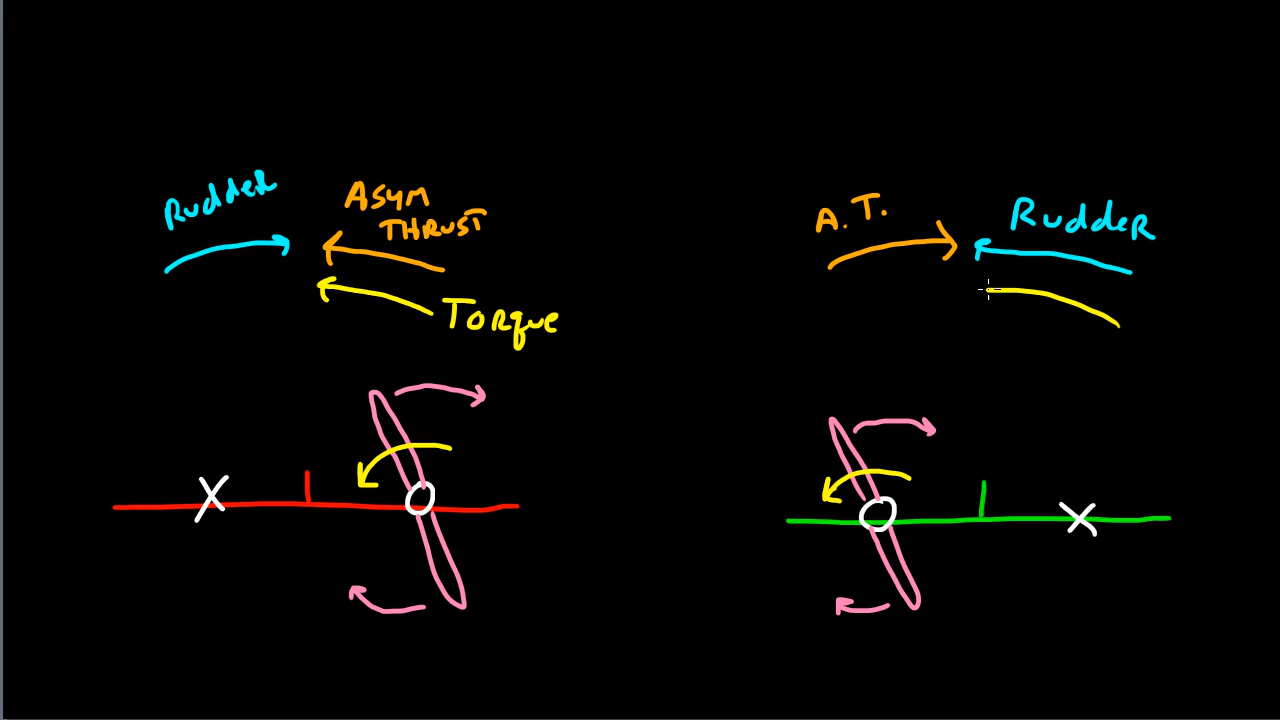 Rudder
ASym
THRUST
Torque
A.T.
RuddeR